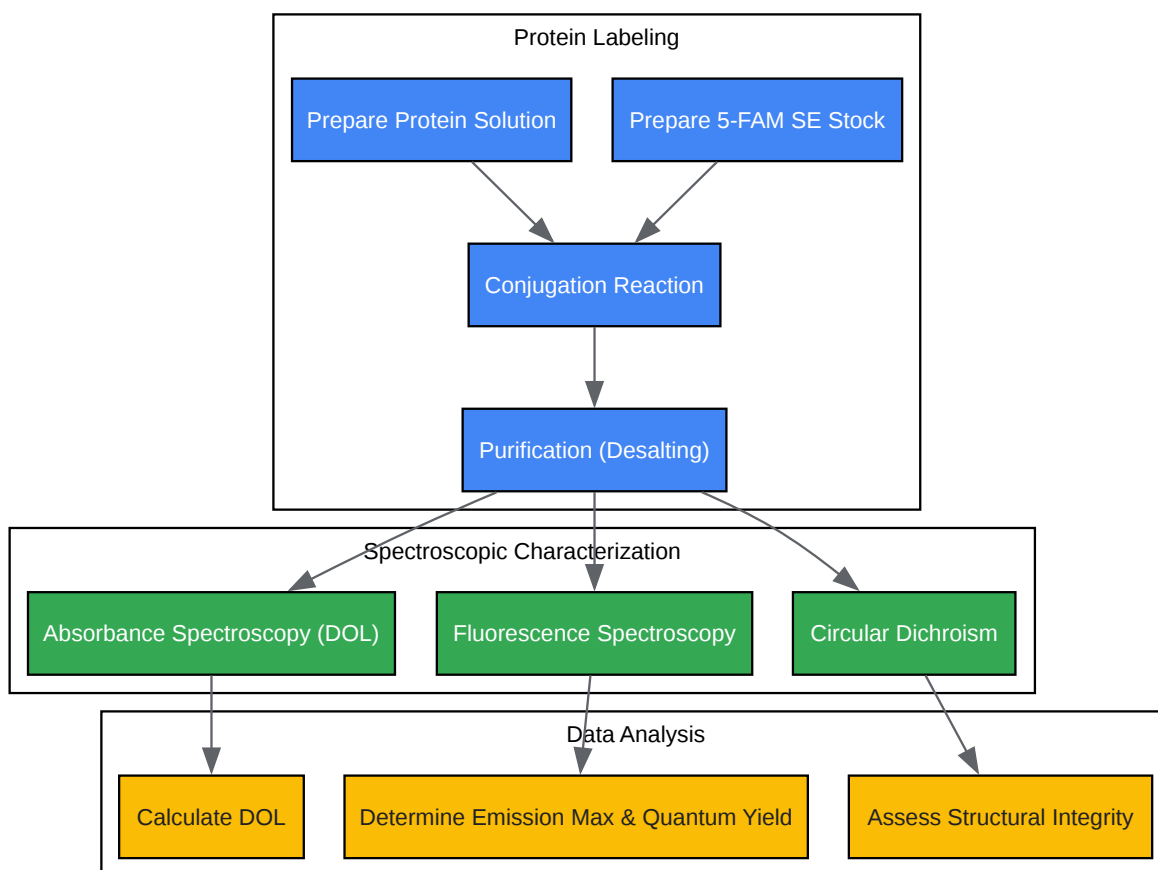 Protein Labeling
Prepare Protein Solution
Prepare 5-FAM SE Stock
Conjugation Reaction
Purification (Desalting)
Spectroscopic Characterization
Absorbance Spectroscopy (DOL)
Fluorescence Spectroscopy
Circular Dichroism
Data Analysis
Calculate DOL
Determine Emission Max & Quantum Yield
Assess Structural Integrity